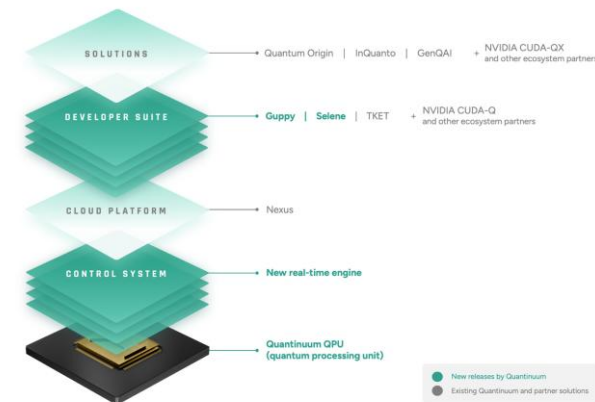 SOLUTIONS
Quantum Origin | InQuanto | GenQAI + NVIDIA CUDA-QX
and other ecosystem partners
DEVELOPER SUITE
Guppy | Selene | TKET + NVIDIA CUDA-Q
and other ecosystem partners
CLOUD PLATFORM
Nexus
CONTROL SYSTEM
New real-time engine
Quantinuum QPU
(quantum processing unit)
New releases by Quantinuum
Existing Quantinuum and partner solutions